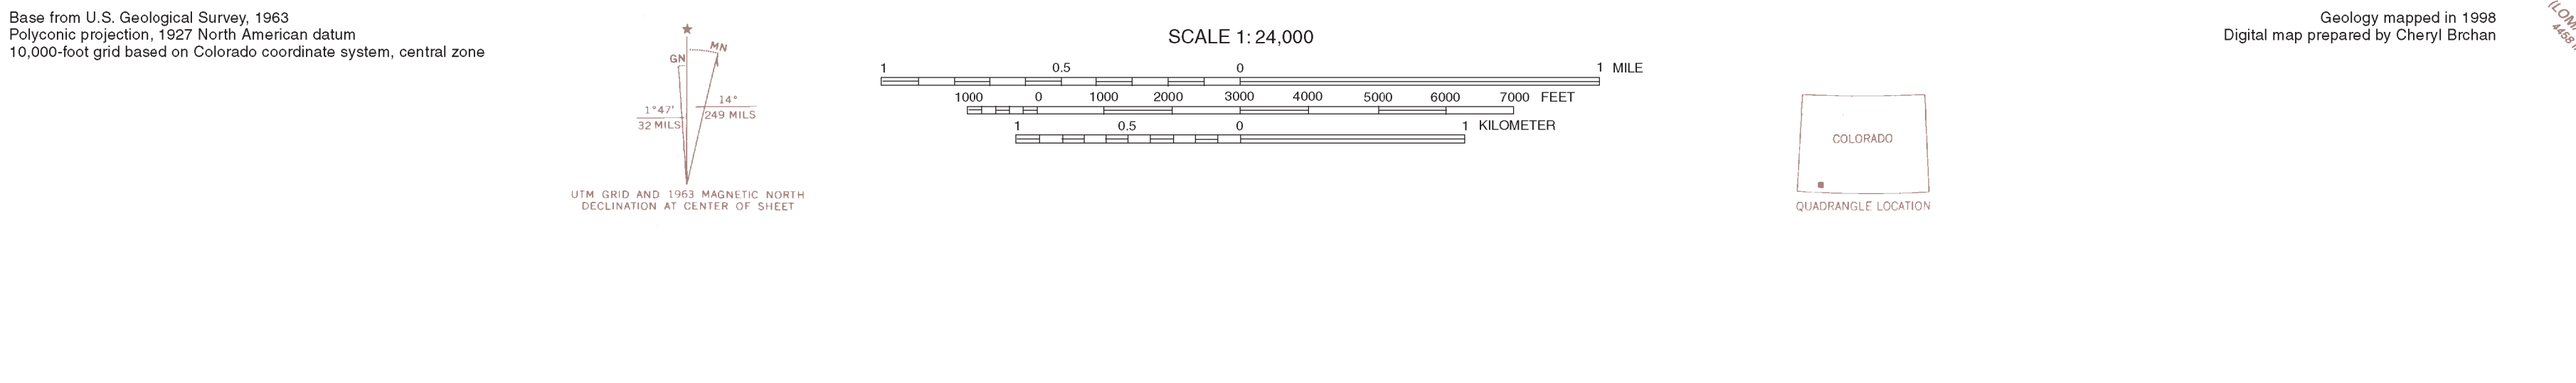 Base from U.S. Geological Survey, 1963
Polyconic projection, 1927 North American datum
10,000-foot grid based on Colorado coordinate system, central zone
MN
GN
1°47'
32 MILS
14°
249 MILS
UTM GRID AND 1963 MAGNETIC NORTH
DECLINATION AT CENTER OF SHEET
SCALE 1: 24,000
1 0.5 0 1 MILE
1000 0 1000 2000 3000 4000 5000 6000 7000 FEET
1 0.5 0 1 KILOMETER
COLORADO
QUADRANGLE LOCATION
Geology mapped in 1998
Digital map prepared by Cheryl Brchan